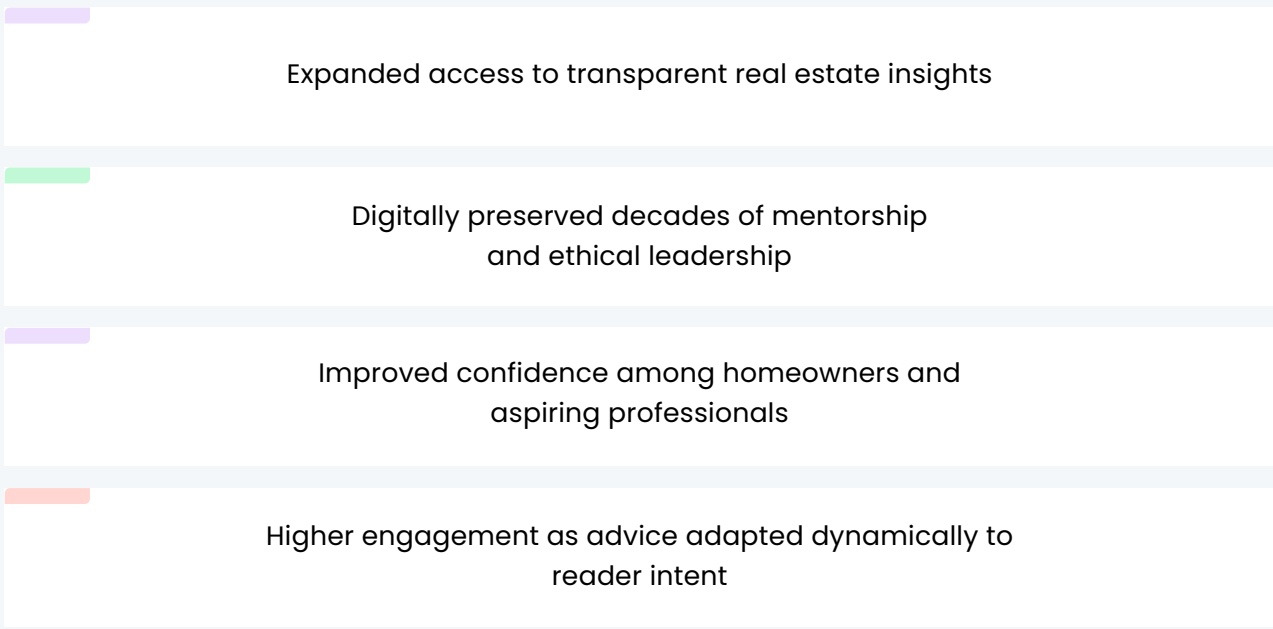 Expanded access to transparent real estate insights
Digitally preserved decades of mentorship
and ethical leadership
Improved confidence among homeowners and
aspiring professionals
Higher engagement as advice adapted dynamically to
reader intent